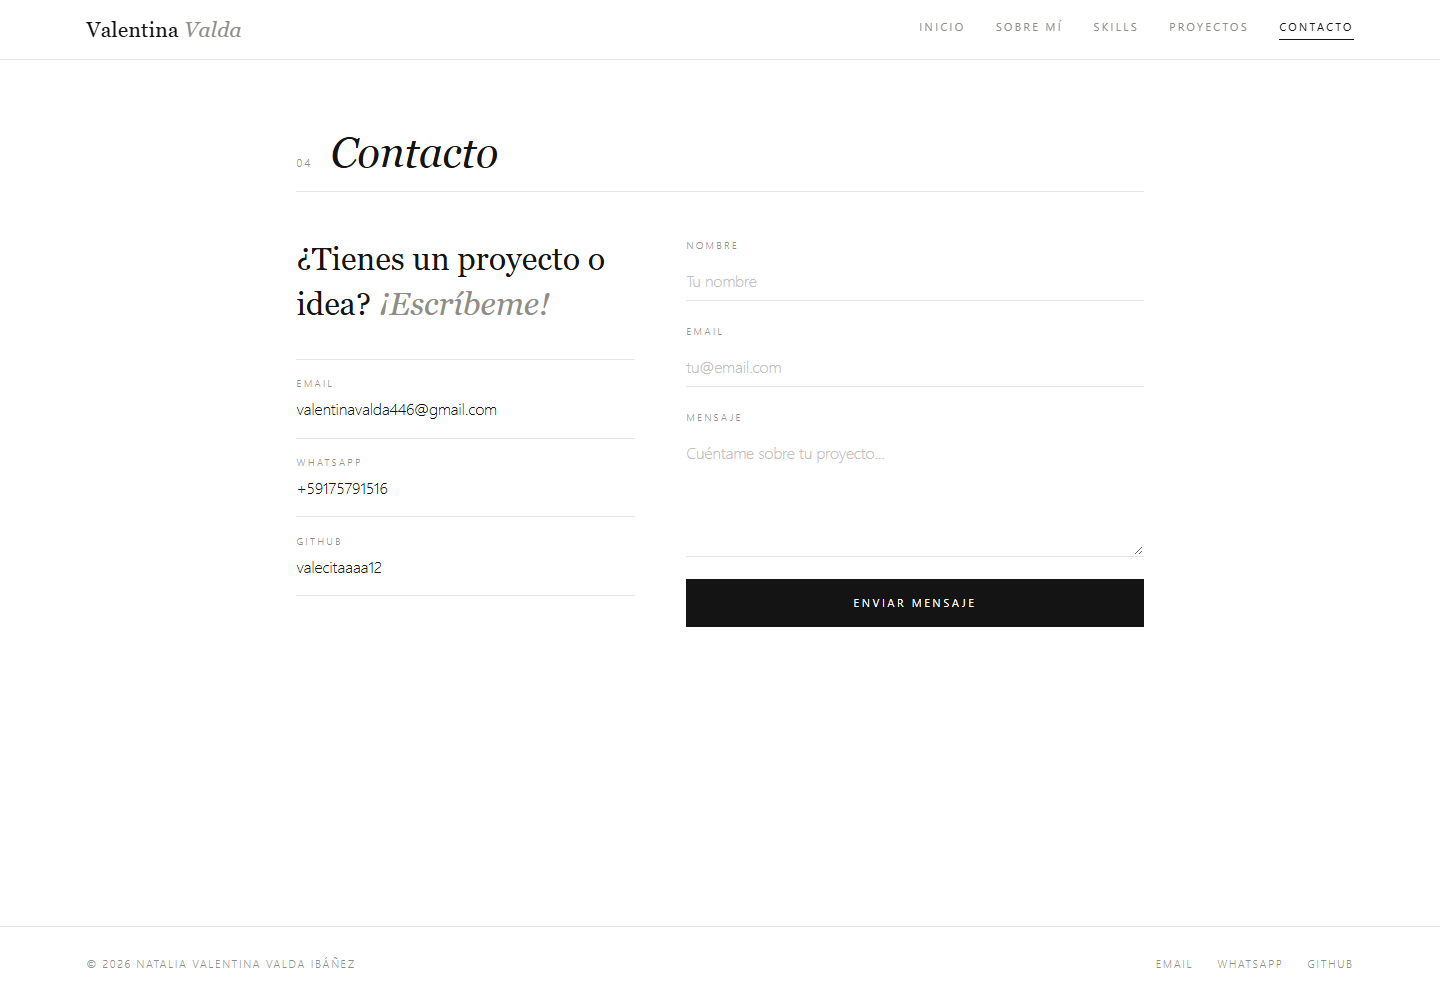 Valentina Valda
INICIO
SOBRE MÍ
SKILLS
PROYECTOS
CONTACTO
04
Contacto
¿Tienes un proyecto o
idea? ¡Escríbeme!
EMAIL
valentinavalda446@gmail.com
WHATSAPP
+59175791516
GITHUB
valecitaaaa12
NOMBRE
Tu nombre
EMAIL
tu@email.com
MENSAJE
Cuéntame sobre tu proyecto...
ENVIAR MENSAJE
© 2026 NATALIA VALENTINA VALDA IBÁÑEZ
EMAIL
WHATSAPP
GITHUB